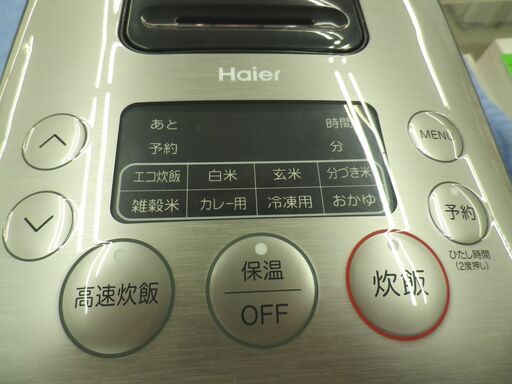 Haier
あと 時間
予約 分
MENU
エコ炊飯 白米 玄米 分づき米
雑穀米 カレー用 冷凍用 おかゆ
予約
ひたし時間
(2度押し)
高速炊飯
保温
OFF
炊飯